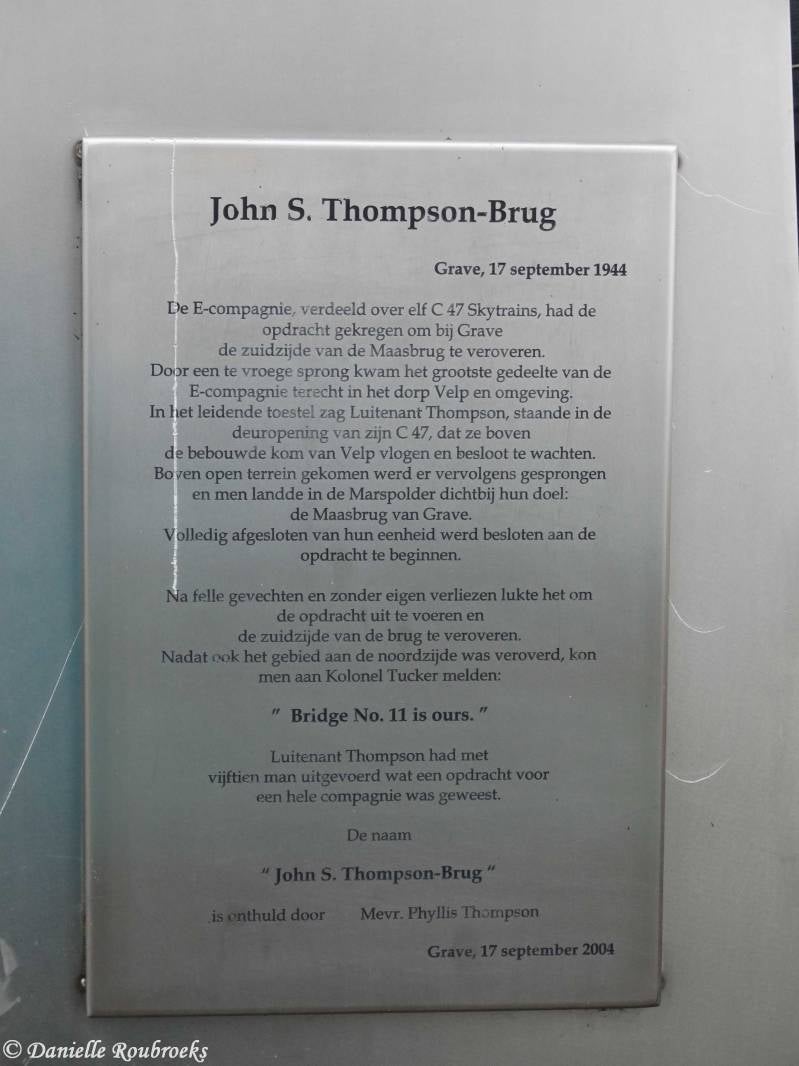 John S. Thompson-Brug
Grave, 17 september 1944
De E-compagnie, verdeeld over elf C 47 Skytrains, had de
opdracht gekregen om bij Grave
de zuidzijde van de Maasbrug te veroveren.
Door een te vroege sprong kwam het grootste gedeelte van de
E-compagnie terecht in het dorp Velp en omgeving.
In het leidende toestel zag Luitenant Thompson, staande in de
deuropening van zijn C 47, dat ze boven
de bebouwde kom van Velp vlogen en besloot te wachten.
Boven open terrein gekomen werd er vervolgens gesprongen
en men landde in de Marspolder dichtbij hun doel:
de Maasbrug van Grave.
Volledig afgesloten van hun eenheid werd besloten aan de
opdracht te beginnen.
Na felle gevechten en zonder eigen verliezen lukte het om
de opdracht uit te voeren en
de zuidzijde van de brug te veroveren.
Nadat ook het gebied aan de noordzijde was veroverd, kon
men aan Kolonel Tucker melden:
" Bridge No. 11 is ours. "
Luitenant Thompson had met
vijftien man uitgevoerd wat een opdracht voor
een hele compagnie was geweest.
De naam
" John S. Thompson-Brug "
is onthuld door Mevr. Phyllis Thompson
Grave, 17 september 2004
© Danielle Roubroeks